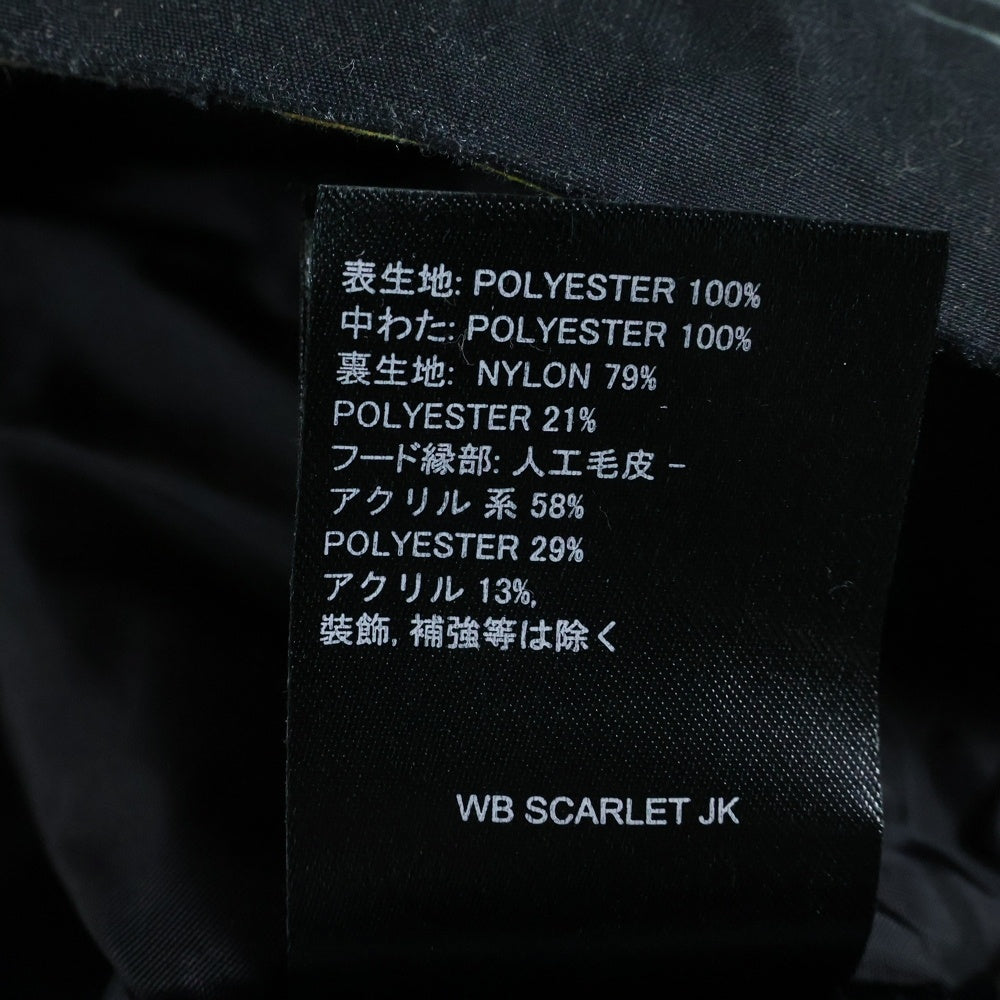 表生地: POLYESTER 100%
中わた: POLYESTER 100%
裏生地: NYLON 79%
POLYESTER 21%
フード縁部: 人工毛皮 -
アクリル 系 58%
POLYESTER 29%
アクリル 13%,
装飾, 補強等は除く
WB SCARLET JK